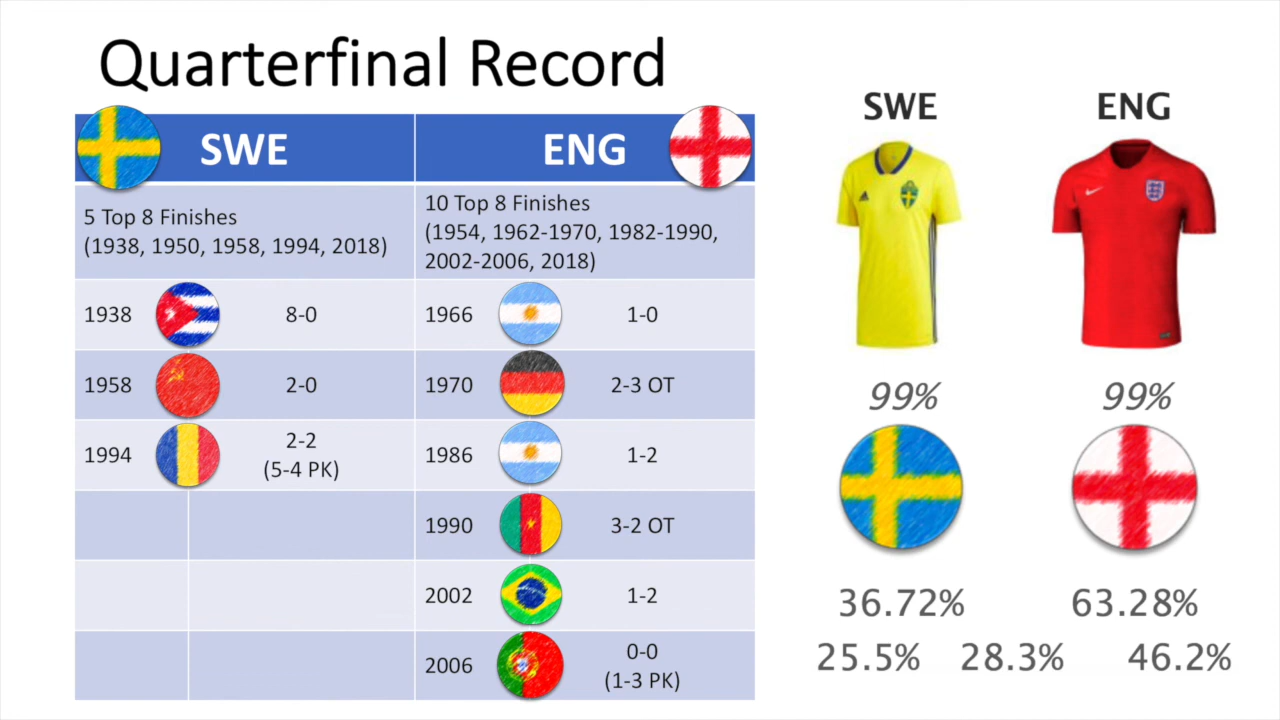 Quarterfinal Record
SWE
ENG
5 Top 8 Finishes
(1938, 1950, 1958, 1994, 2018)
10 Top 8 Finishes
(1954, 1962-1970, 1982-1990,
2002-2006, 2018)
1938 8-0
1966 1-0
1958 2-0
1970 2-3 OT
1994 2-2
(5-4 PK)
1986 1-2
1990 3-2 OT
2002 1-2
2006 0-0
(1-3 PK)
SWE ENG
99% 99%
36.72% 63.28%
25.5% 28.3% 46.2%